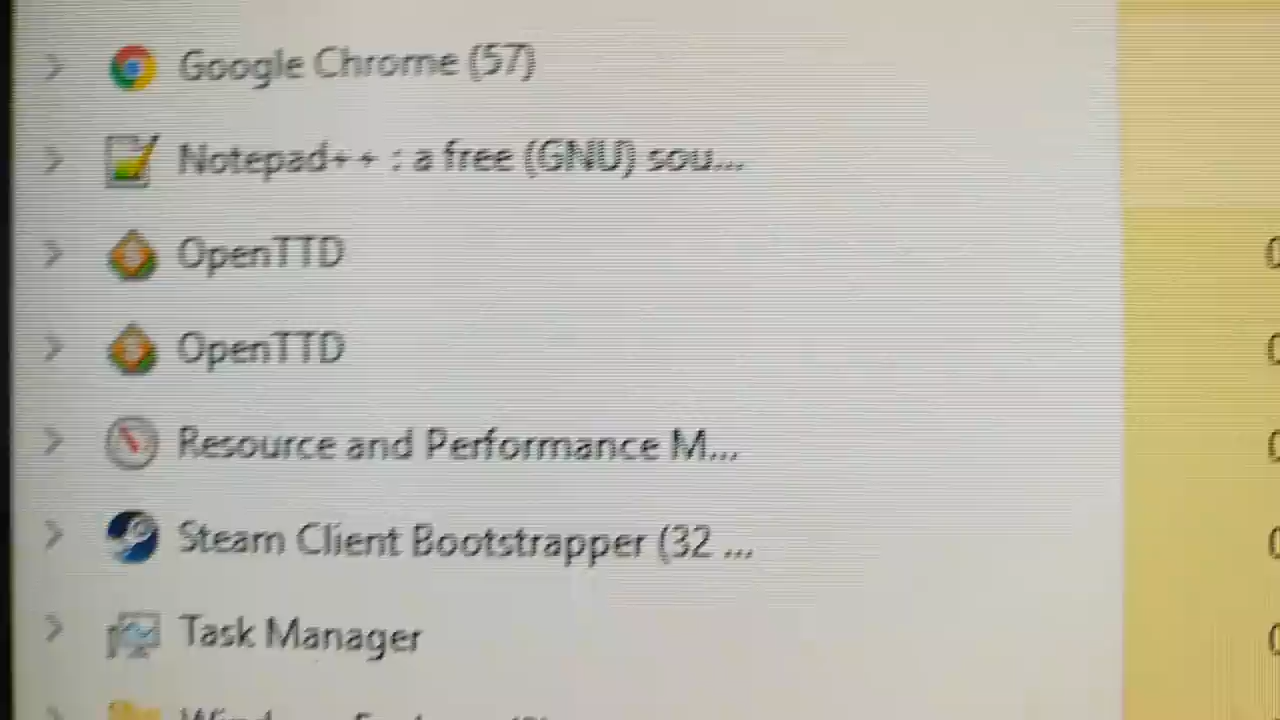 Google Chrome (57)
Notepad++ : a free (GNU) sou...
OpenTTD
OpenTTD
Resource and Performance M...
Steam Client Bootstrapper (32 ...
Task Manager